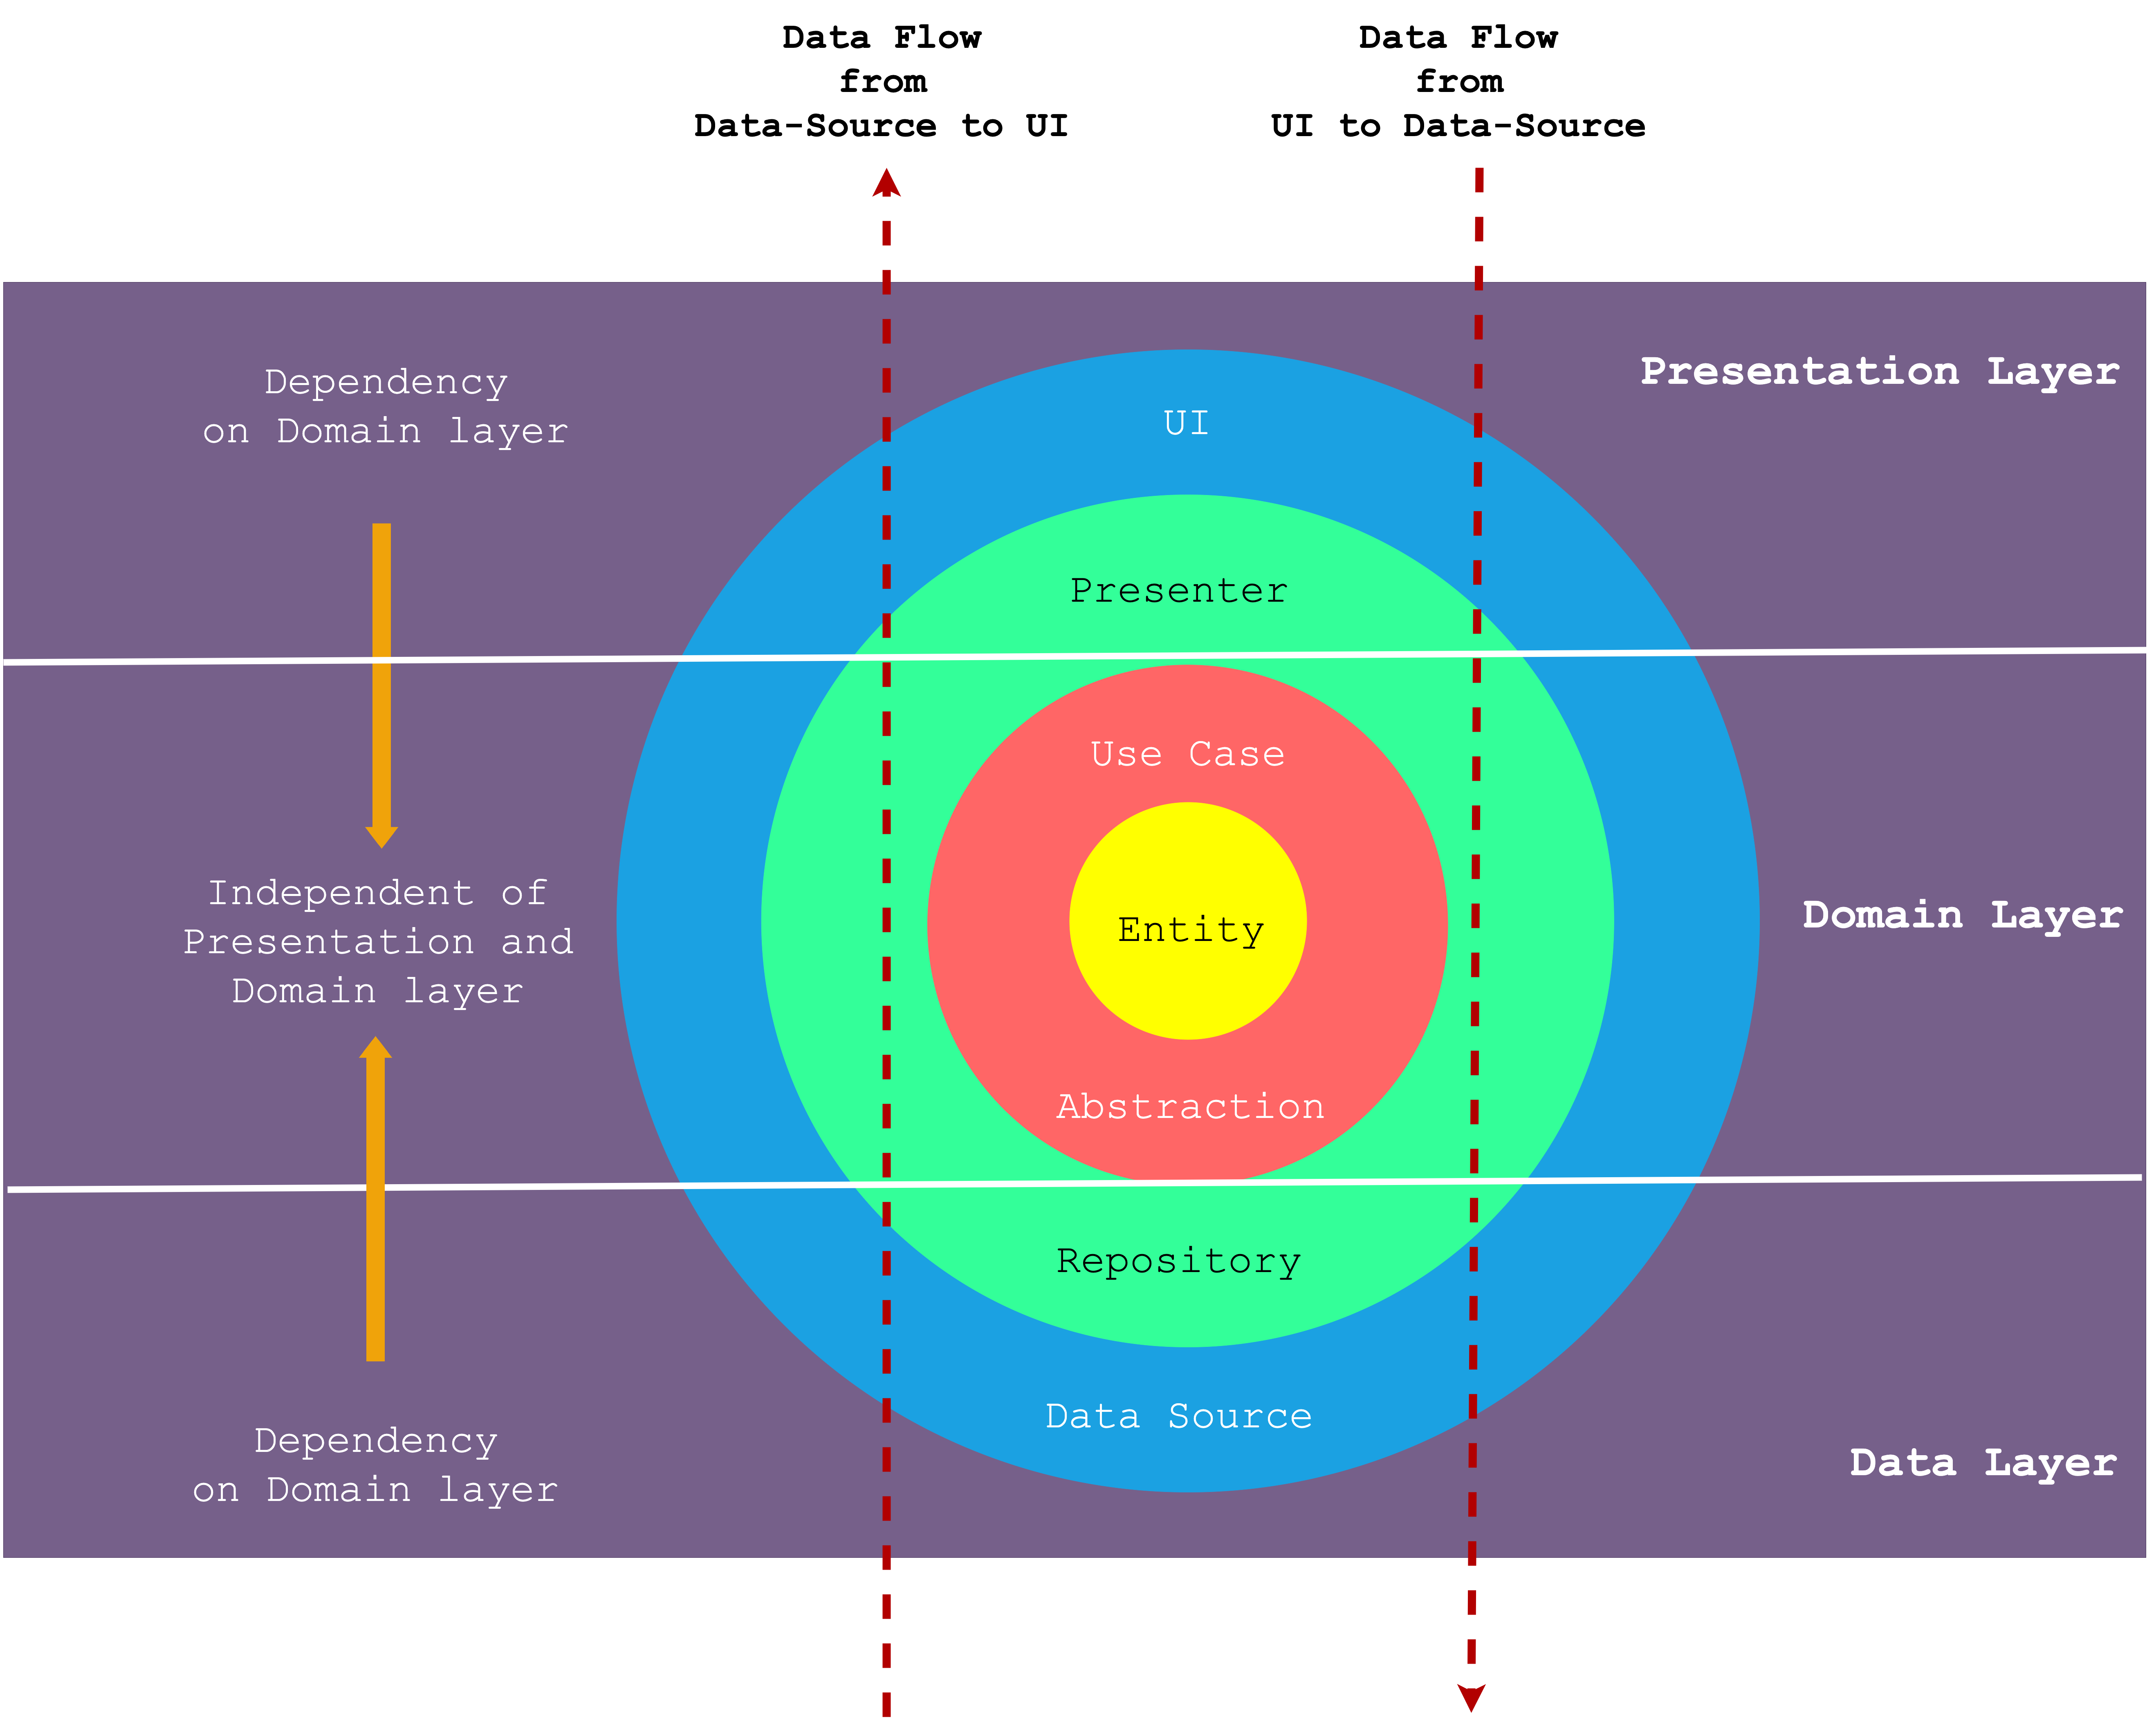 Data Flow
from
Data-Source to UI
Data Flow
from
UI to Data-Source
Dependency
on Domain layer
Presentation Layer
UI
Presenter
Use Case
Independent of
Presentation and
Domain layer
Entity
Domain Layer
Abstraction
Repository
Data Source
Dependency
on Domain layer
Data Layer